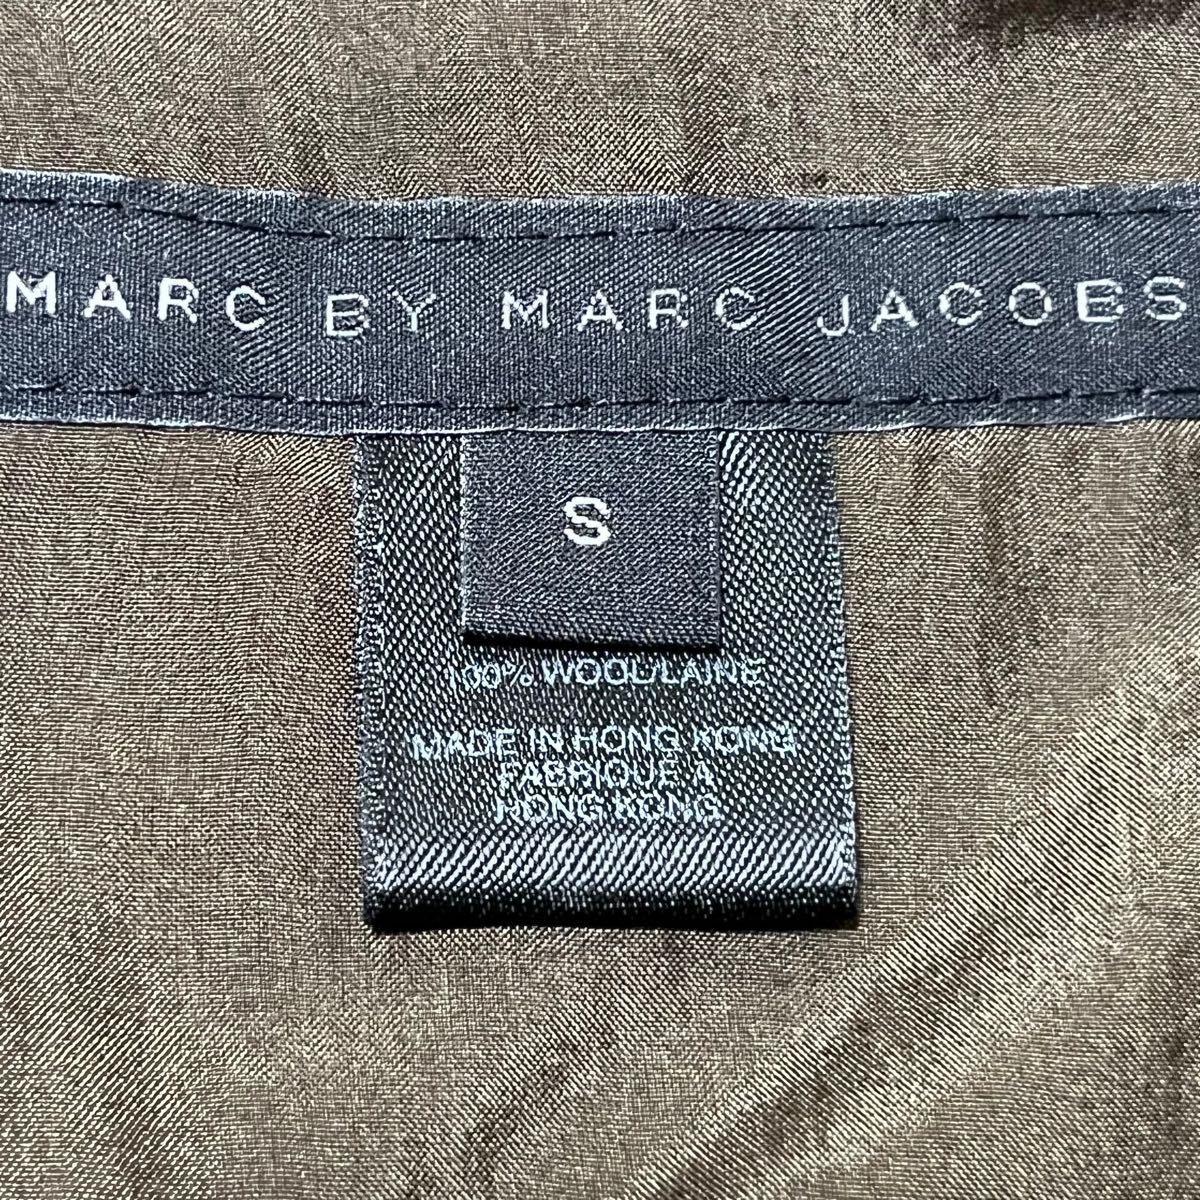 MARC BY MARC JACOBS
S
100% WOOL/LAINE
MADE IN HONG KONG
FABRIQUE A
HONG KONG